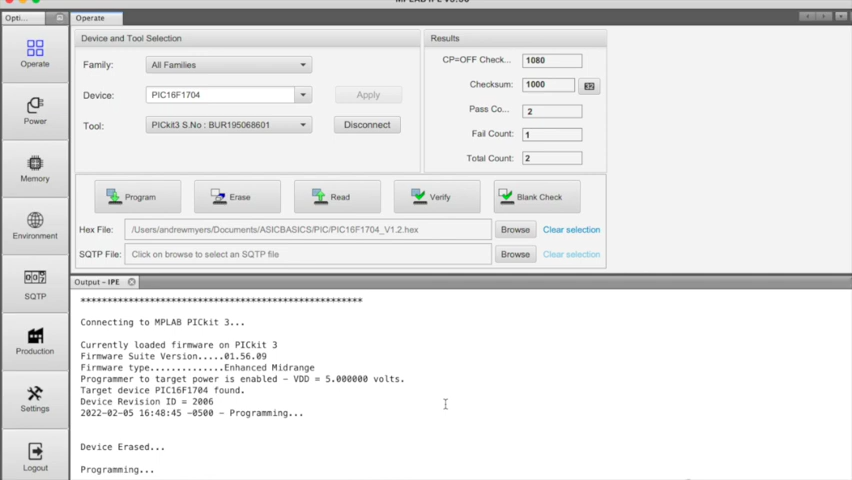 Opti...
Operate
Operate
Power
Memory
Environment
SQTP
Production
Settings
Logout
Device and Tool Selection
Family:
All Families
Device:
PIC16F1704
Apply
Tool:
PICkit3 S.No : BUR195068601
Disconnect
Results
CP=OFF Check...
1080
Checksum:
1000
32
Pass Co...
2
Fail Count:
1
Total Count:
2
Program
Erase
Read
Verify
Blank Check
Hex File:
/Users/andrewmyers/Documents/ASICBASICS/PIC/PIC16F1704_V1.2.hex
Browse
Clear selection
SQTP File:
Click on browse to select an SQTP file
Browse
Clear selection
Output - IPE
*****************************************************
Connecting to MPLAB PICkit 3...
Currently loaded firmware on PICkit 3
Firmware Suite Version.....01.56.09
Firmware type..............Enhanced Midrange
Programmer to target power is enabled - VDD = 5.000000 volts.
Target device PIC16F1704 found.
Device Revision ID = 2006
2022-02-05 16:48:45 -0500 - Programming...
Device Erased...
Programming...